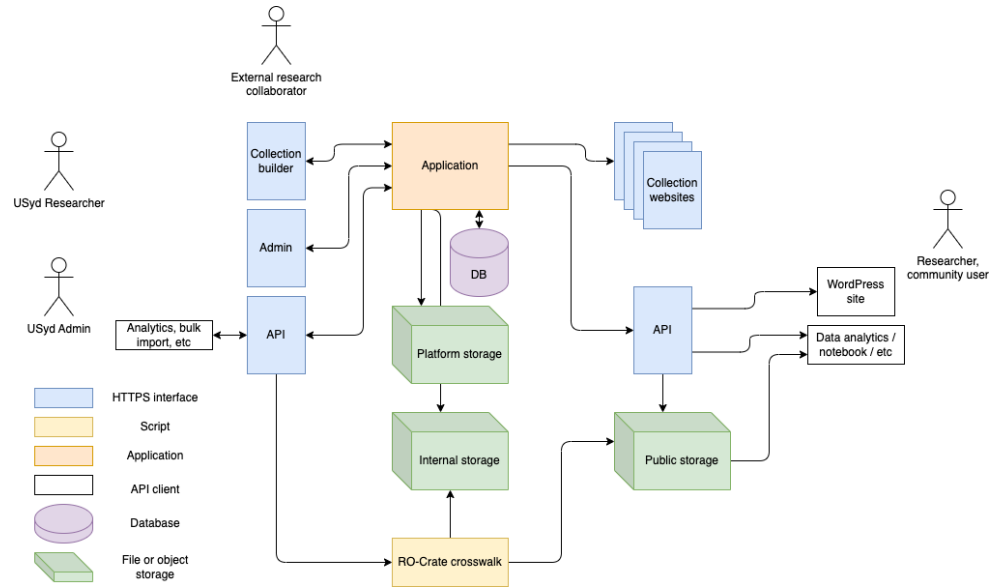 External research
collaborator
USyd Researcher
USyd Admin
Collection
builder
Admin
API
Analytics, bulk
import, etc
Application
DB
Platform storage
Internal storage
RO-Crate crosswalk
Collection
websites
API
Public storage
Researcher,
community user
WordPress
site
Data analytics /
notebook / etc
HTTPS interface
Script
Application
API client
Database
File or object
storage